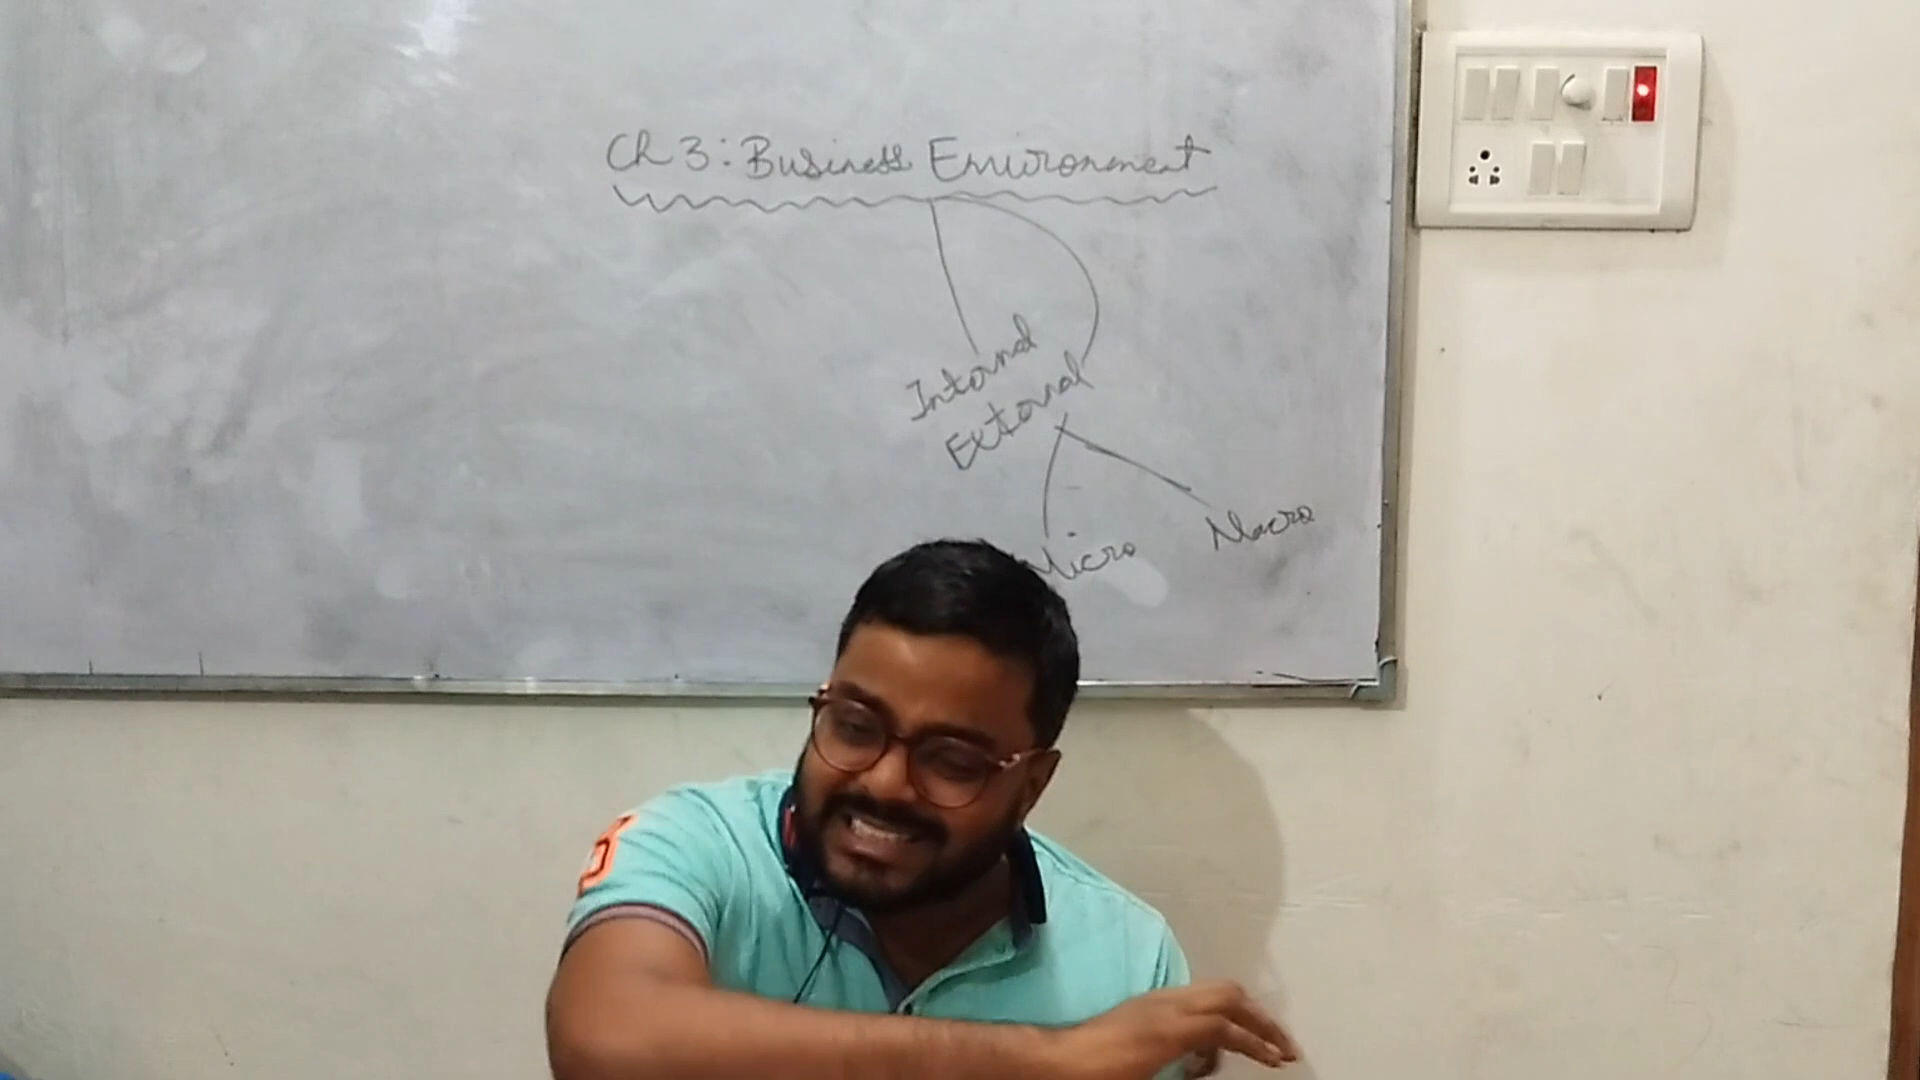 Ch 3: Business Environment
Internal
External
Micro
Macro